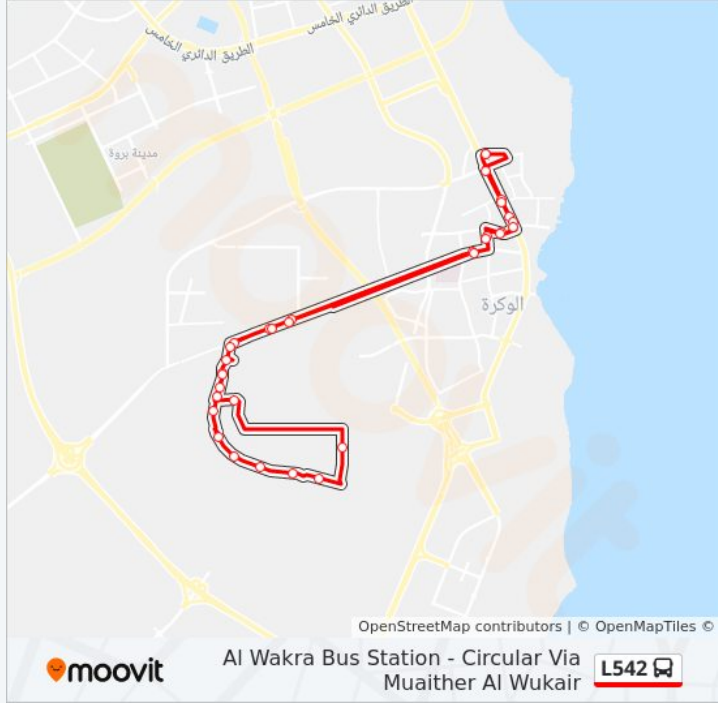 الطريق الدائري الخامس
الطريق الدائري الخامس
مدينة بروة
الوكرة
OpenStreetMap contributors | © OpenMapTiles ©
moovit
Al Wakra Bus Station - Circular Via
Muaither Al Wukair
L542
moovit